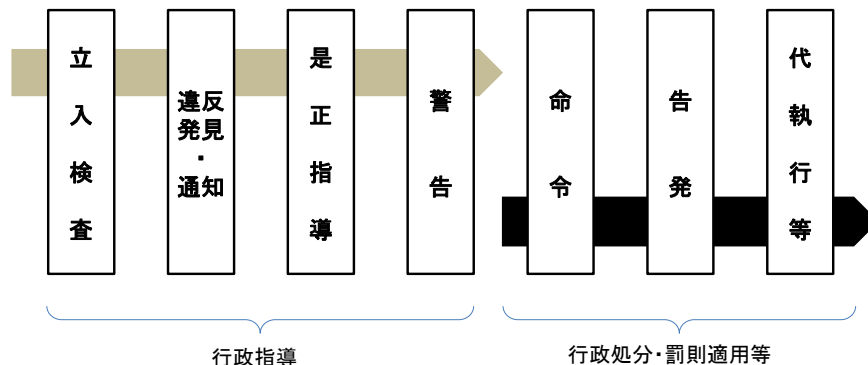 立入検査
違反
発見
・
通知
是正指導
警告
命令
告発
代執行等
行政指導
行政処分・罰則適用等